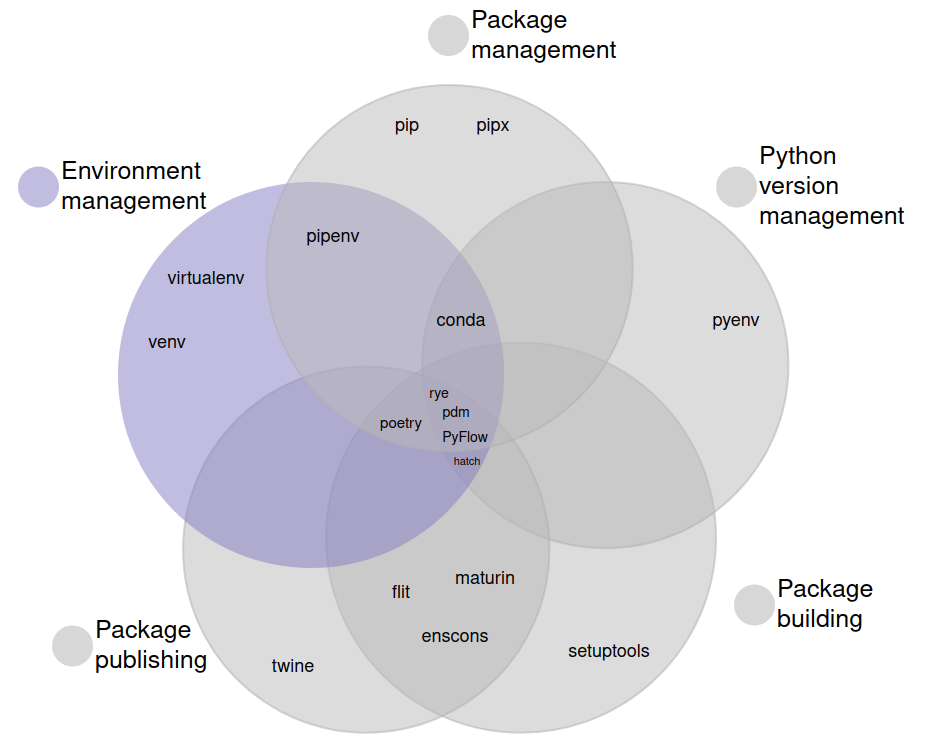 Package
management
pip
pipx
Python
version
management
Environment
management
pipenv
virtualenv
venv
conda
pyenv
rye
pdm
poetry
PyFlow
hatch
flit
maturin
enscons
setuptools
twine
Package
building
Package
publishing